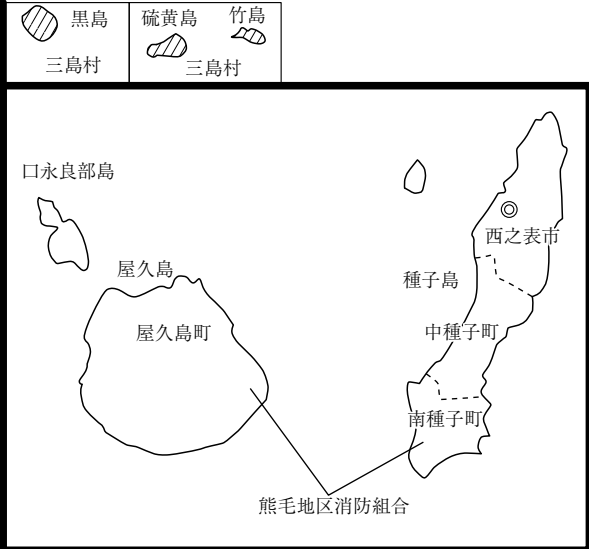 黒島
三島村
硫黄島
竹島
三島村
口永良部島
屋久島
屋久島町
西之表市
種子島
中種子町
南種子町
熊毛地区消防組合